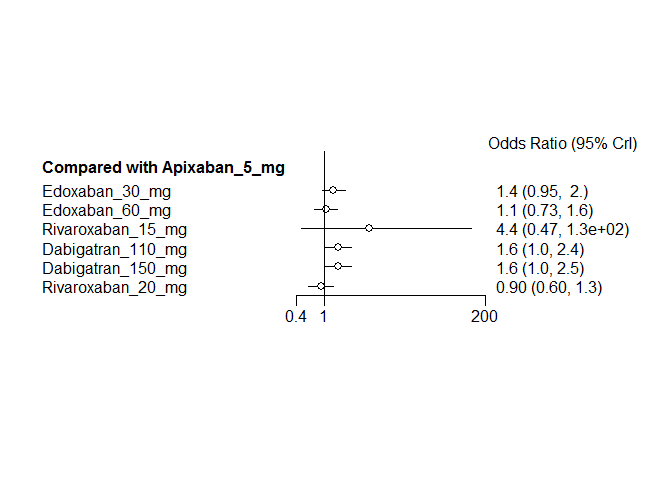 Odds Ratio (95% CrI)
Compared with Apixaban_5_mg
Edoxaban_30_mg 1.4 (0.95, 2.)
Edoxaban_60_mg 1.1 (0.73, 1.6)
Rivaroxaban_15_mg 4.4 (0.47, 1.3e+02)
Dabigatran_110_mg 1.6 (1.0, 2.4)
Dabigatran_150_mg 1.6 (1.0, 2.5)
Rivaroxaban_20_mg 0.90 (0.60, 1.3)
0.4 1 200